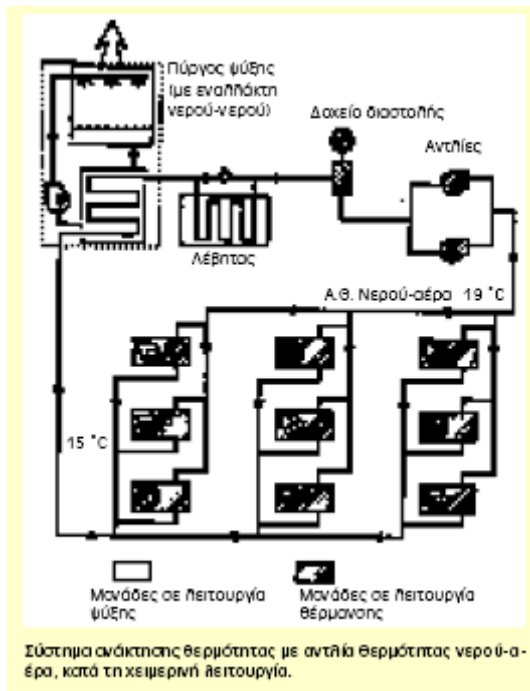 Πύργος ψύξης
(με εναλλάκτη
νερού-νερού)
Δοχείο διαστολής
Αντλίες
Λέβητας
Α.Θ. Νερού-αέρα 19 °C
15 °C
Μονάδες σε λειτουργία
ψύξης
Μονάδες σε λειτουργία
θέρμανσης
Σύστημα ανάκτησης θερμότητας με αντλία θερμότητας νερού-α-
έρα, κατά τη χειμερινή λειτουργία.